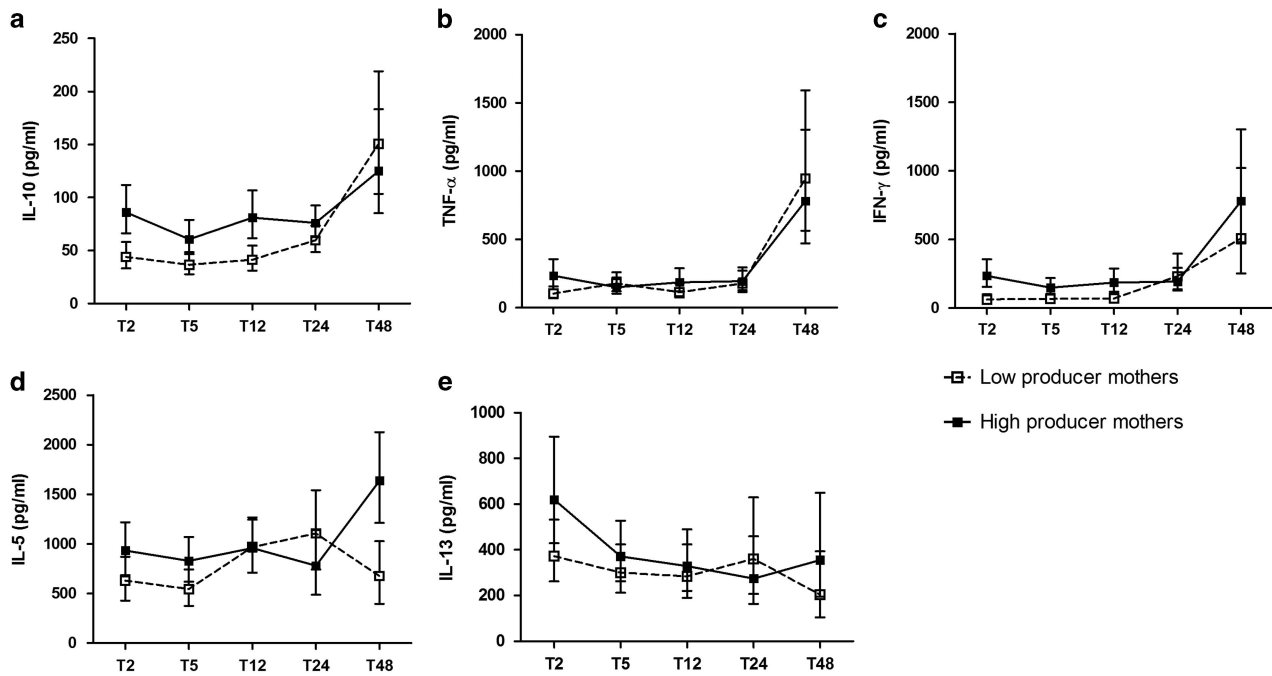 a
IL-10 (pg/ml)
250
200
150
100
50
0
T2 T5 T12 T24 T48
b
TNF-α (pg/ml)
2000
1500
1000
500
0
T2 T5 T12 T24 T48
c
IFN-γ (pg/ml)
2000
1500
1000
500
0
T2 T5 T12 T24 T48
Low producer mothers
High producer mothers
d
IL-5 (pg/ml)
2500
2000
1500
1000
500
0
T2 T5 T12 T24 T48
e
IL-13 (pg/ml)
1000
800
600
400
200
0
T2 T5 T12 T24 T48